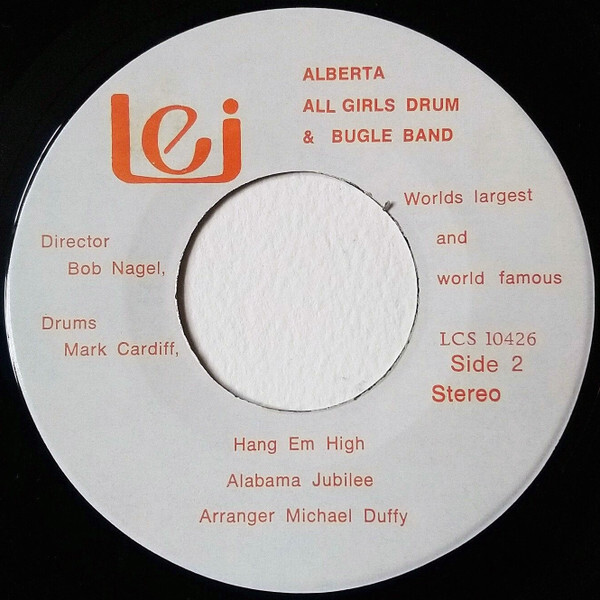 Lej
ALBERTA
ALL GIRLS DRUM
& BUGLE BAND
Worlds largest
and
world famous
Director
Bob Nagel,
Drums
Mark Cardiff,
LCS 10426
Side 2
Stereo
Hang Em High
Alabama Jubilee
Arranger Michael Duffy